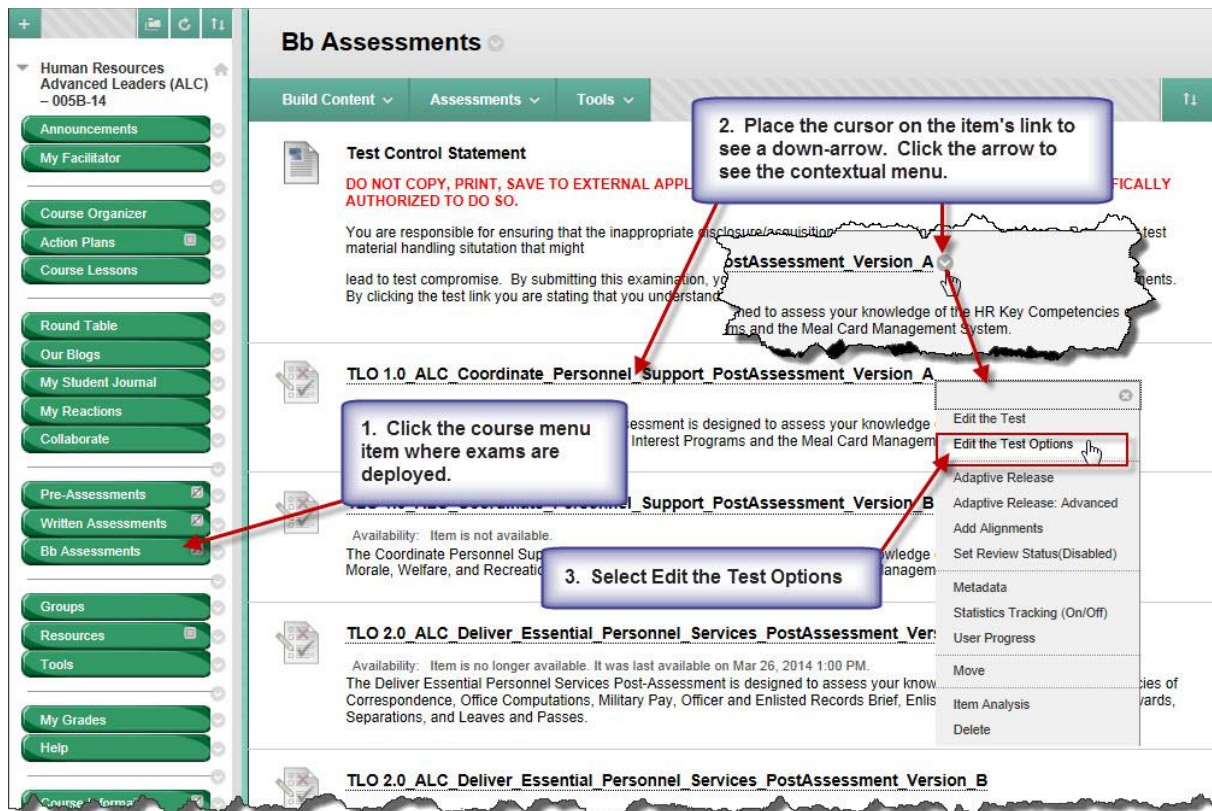 Human Resources
Advanced Leaders (ALC)
– 005B-14
Announcements
My Facilitator
Course Organizer
Action Plans
Course Lessons
Round Table
Our Blogs
My Student Journal
My Reactions
Collaborate
Pre-Assessments
Written Assessments
Bb Assessments
Groups
Resources
Tools
My Grades
Help
Bb Assessments
Build Content
Assessments
Tools
2. Place the cursor on the item's link to
see a down-arrow. Click the arrow to
see the contextual menu.
Test Control Statement
DO NOT COPY, PRINT, SAVE TO EXTERNAL APPL
AUTHORIZED TO DO SO.
You are responsible for ensuring that the inappropriate disclosure/acquisition
test
material handling situtation that might
lead to test compromise. By submitting this examination, yo
ents.
By clicking the test link you are stating that you understand
ostAssessment_Version_A
ned to assess your knowledge of the HR Key Competencies
ms and the Meal Card Management System.
TLO 1.0_ALC_Coordinate_Personnel_Support_PostAssessment_Version_A
essment is designed to assess your knowledge
Interest Programs and the Meal Card Managem
1. Click the course menu
item where exams are
deployed.
Edit the Test
Edit the Test Options
Adaptive Release
Adaptive Release: Advanced
Add Alignments
Set Review Status(Disabled)
Metadata
Statistics Tracking (On/Off)
User Progress
Move
Item Analysis
Delete
_Support_PostAssessment_Version_B
Availability: Item is not available.
The Coordinate Personnel Sup
wledge
Morale, Welfare, and Recreatio
anagem
3. Select Edit the Test Options
TLO 2.0_ALC_Deliver_Essential_Personnel_Services_PostAssessment_Vers
Availability: Item is no longer available. It was last available on Mar 26, 2014 1:00 PM.
The Deliver Essential Personnel Services Post-Assessment is designed to assess your know
cies of
Correspondence, Office Computations, Military Pay, Officer and Enlisted Records Brief, Enlis
vards,
Separations, and Leaves and Passes.
TLO 2.0_ALC_Deliver_Essential_Personnel_Services_PostAssessment_Version_B